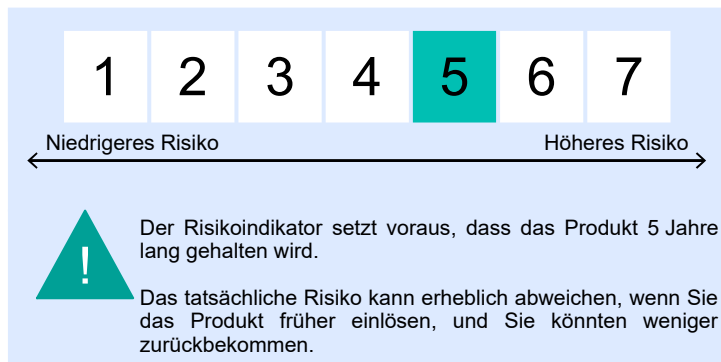 1 2 3 4 5 6 7
Niedrigeres Risiko Höheres Risiko
!
Der Risikoindikator setzt voraus, dass das Produkt 5 Jahre
lang gehalten wird.
Das tatsächliche Risiko kann erheblich abweichen, wenn Sie
das Produkt früher einlösen, und Sie könnten weniger
zurückbekommen.